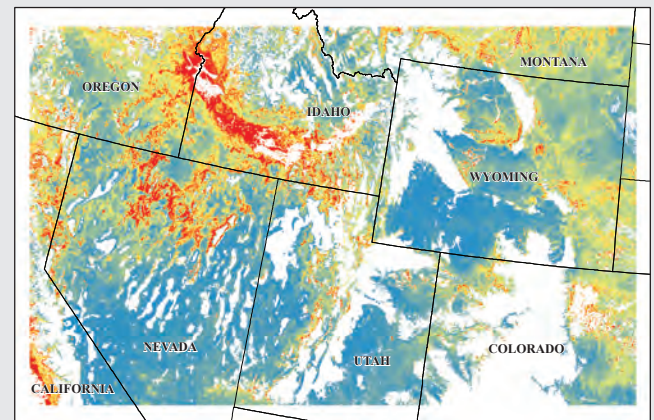 MONTANA
OREGON
IDAHO
WYOMING
NEVADA
UTAH
COLORADO
CALIFORNIA